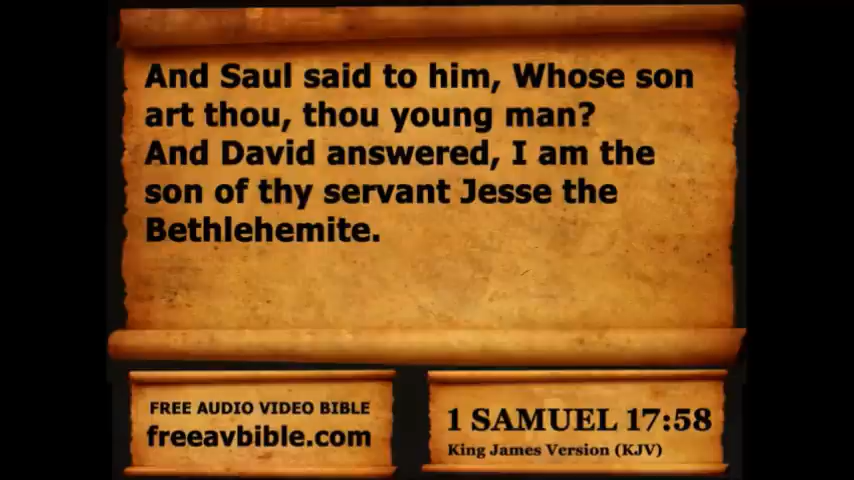 And Saul said to him, Whose son
art thou, thou young man?
And David answered, I am the
son of thy servant Jesse the
Bethlehemite.
FREE AUDIO VIDEO BIBLE
freeavbible.com
1 SAMUEL 17:58
King James Version (KJV)